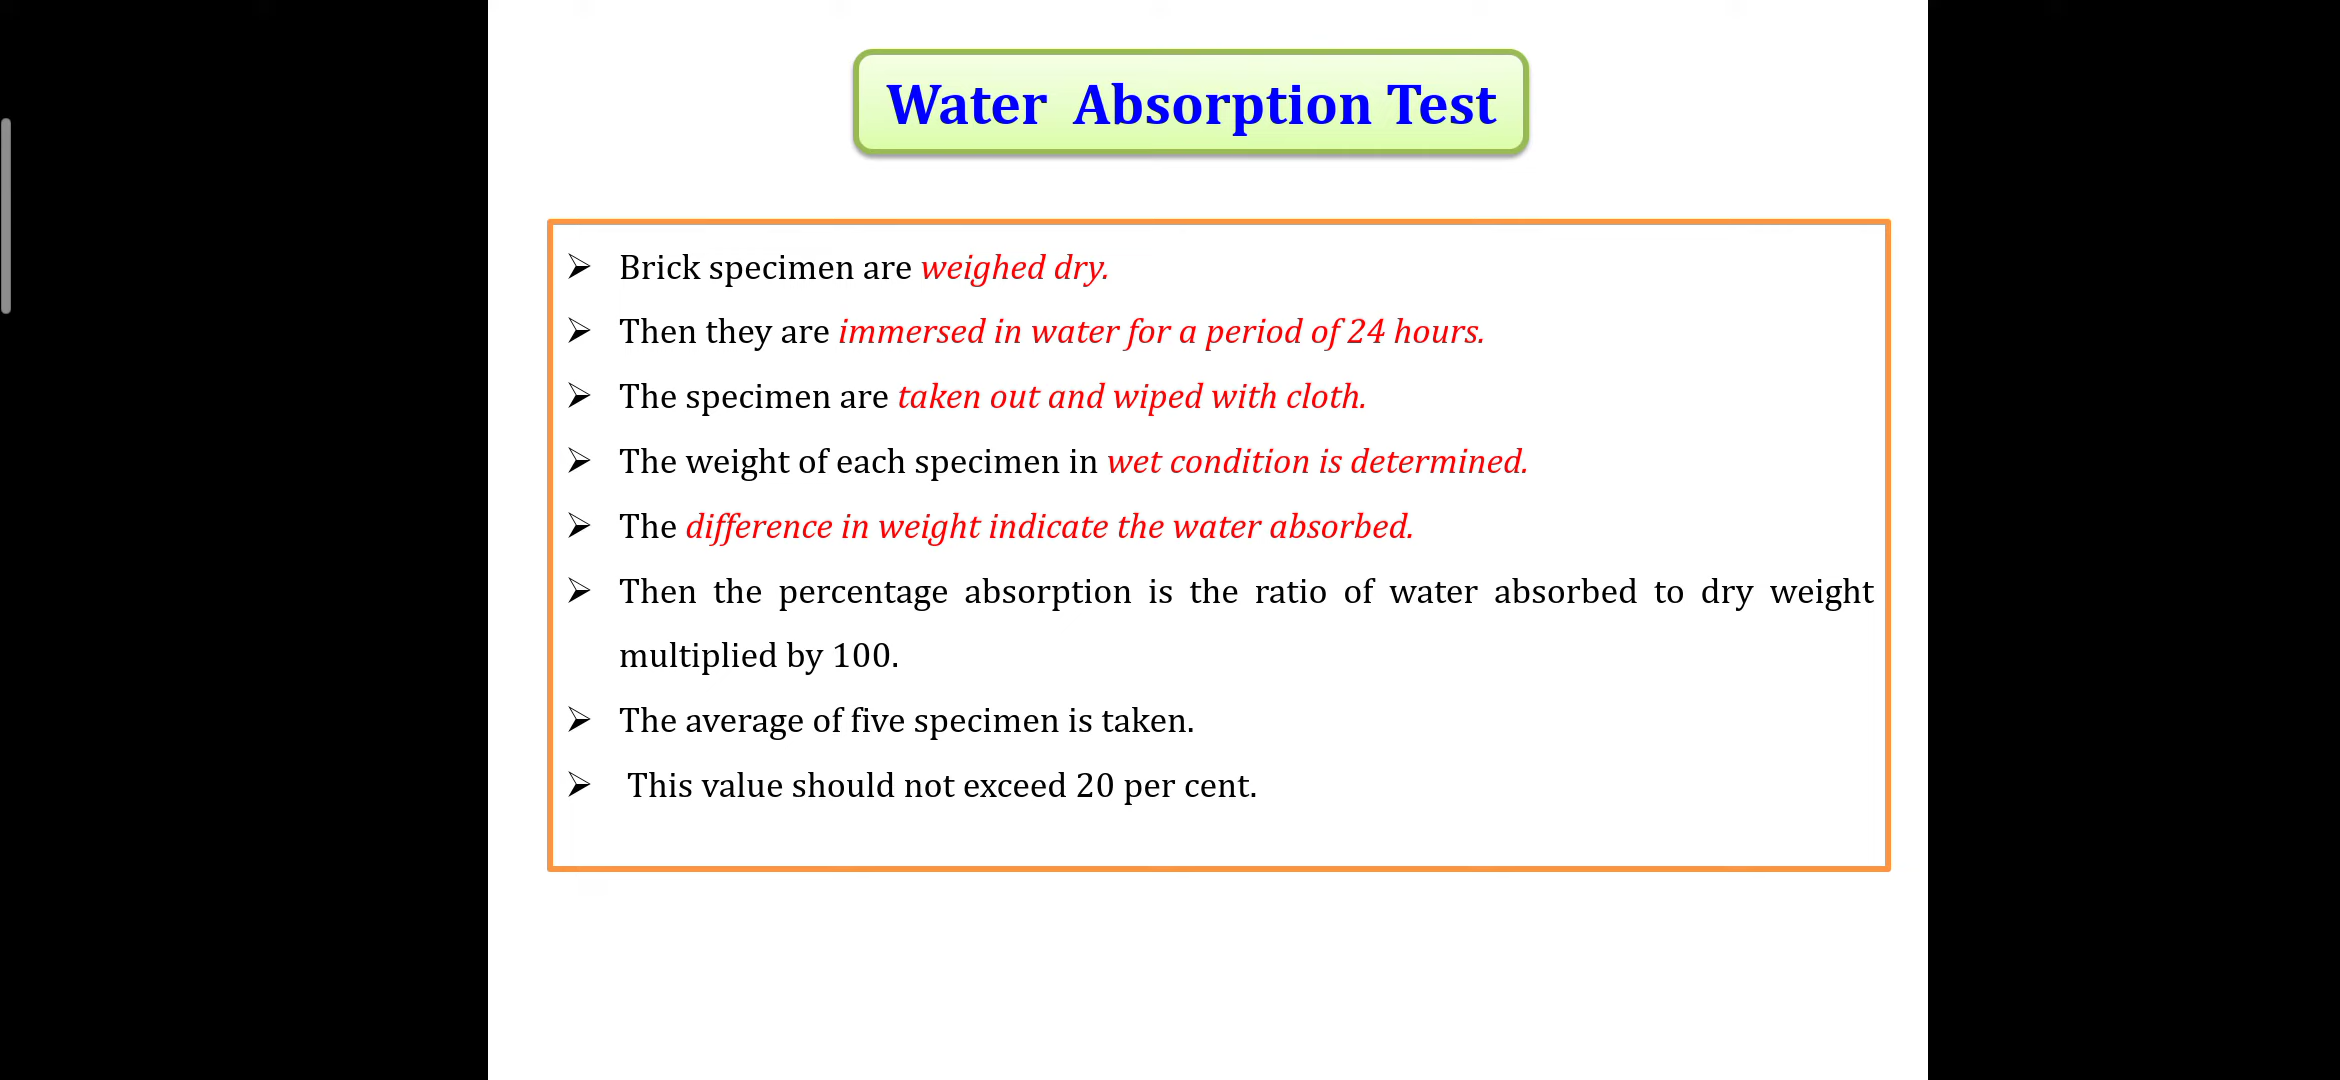 Water Absorption Test
➢ Brick specimen are weighed dry.
➢ Then they are immersed in water for a period of 24 hours.
➢ The specimen are taken out and wiped with cloth.
➢ The weight of each specimen in wet condition is determined.
➢ The difference in weight indicate the water absorbed.
➢ Then the percentage absorption is the ratio of water absorbed to dry weight
multiplied by 100.
➢ The average of five specimen is taken.
➢ This value should not exceed 20 per cent.